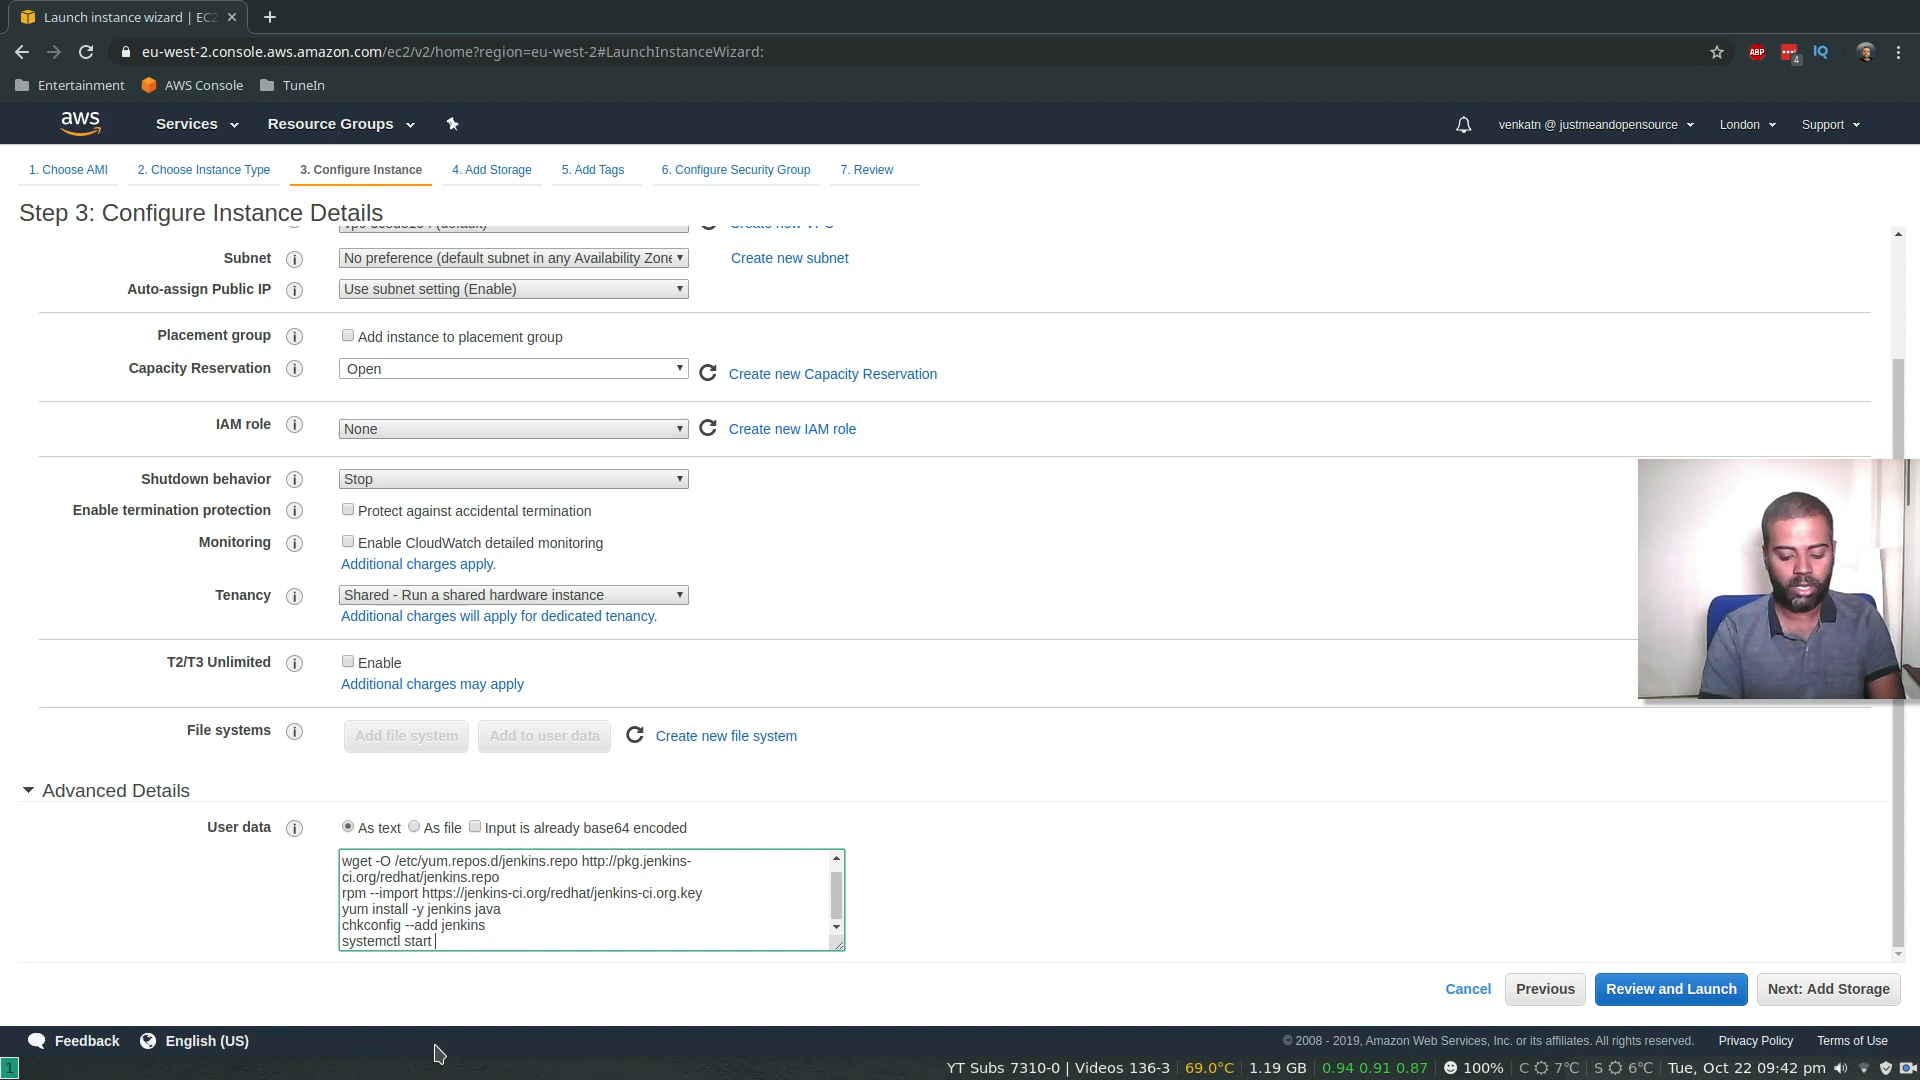 Launch instance wizard | EC2
eu-west-2.console.aws.amazon.com/ec2/v2/home?region=eu-west-2#LaunchInstanceWizard:
ABP
4
IQ
Entertainment AWS Console TuneIn
aws Services Resource Groups venkatn @ justmeandopensource London Support
1. Choose AMI 2. Choose Instance Type 3. Configure Instance 4. Add Storage 5. Add Tags 6. Configure Security Group 7. Review
Step 3: Configure Instance Details
Subnet No preference (default subnet in any Availability Zone Create new subnet
Auto-assign Public IP Use subnet setting (Enable)
Placement group Add instance to placement group
Capacity Reservation Open Create new Capacity Reservation
IAM role None Create new IAM role
Shutdown behavior Stop
Enable termination protection Protect against accidental termination
Monitoring Enable CloudWatch detailed monitoring
Additional charges apply.
Tenancy Shared - Run a shared hardware instance
Additional charges will apply for dedicated tenancy.
T2/T3 Unlimited Enable
Additional charges may apply
File systems Add file system Add to user data Create new file system
Advanced Details
User data As text As file Input is already base64 encoded
wget -O /etc/yum.repos.d/jenkins.repo http://pkg.jenkins-
ci.org/redhat/jenkins.repo
rpm --import https://jenkins-ci.org/redhat/jenkins-ci.org.key
yum install -y jenkins java
chkconfig --add jenkins
systemctl start
Cancel Previous Review and Launch Next: Add Storage
Feedback English (US) © 2008 - 2019, Amazon Web Services, Inc. or its affiliates. All rights reserved. Privacy Policy Terms of Use
1 YT Subs 7310-0 | Videos 136-3 69.0°C 1.19 GB 0.94 0.91 0.87 100% C 7°C S 6°C Tue, Oct 22 09:42 pm